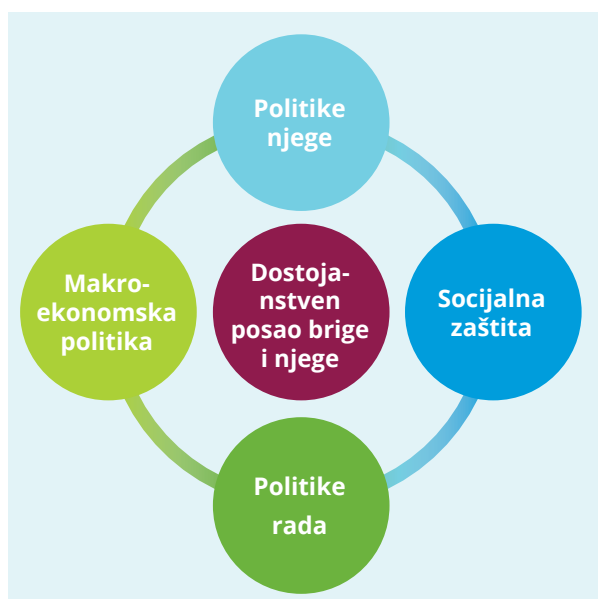 Politike
njege
Makro-
ekonomska
politika
Dostoja-
nstven
posao brige
i njege
Socijalna
zaštita
Politike
rada